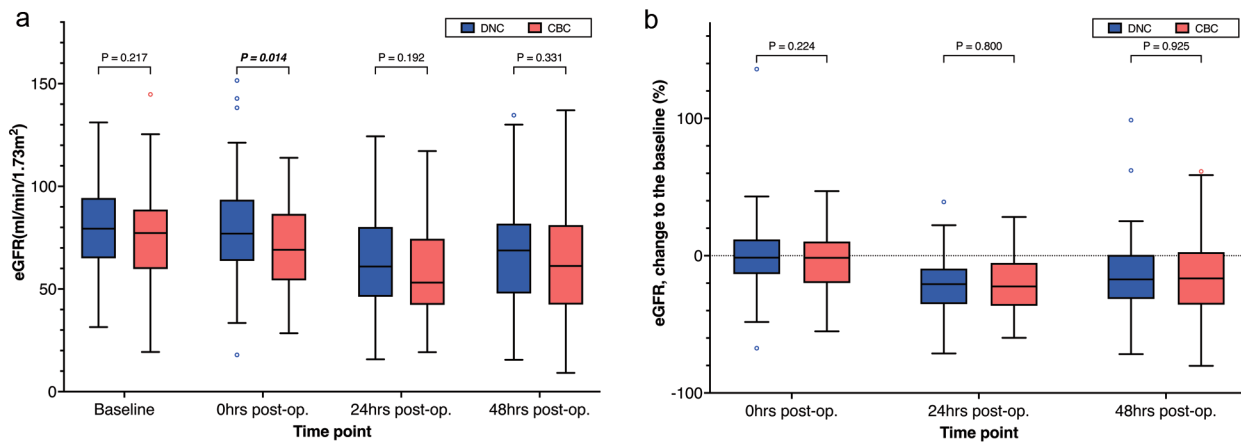 a
DNC
CBC
P = 0.217
P = 0.014
P = 0.192
P = 0.331
150
100
50
0
eGFR(ml/min/1.73m²)
Baseline
0hrs post-op.
24hrs post-op.
48hrs post-op.
Time point
b
DNC
CBC
P = 0.224
P = 0.800
P = 0.925
100
0
-100
eGFR, change to the baseline (%)
0hrs post-op.
24hrs post-op.
48hrs post-op.
Time point